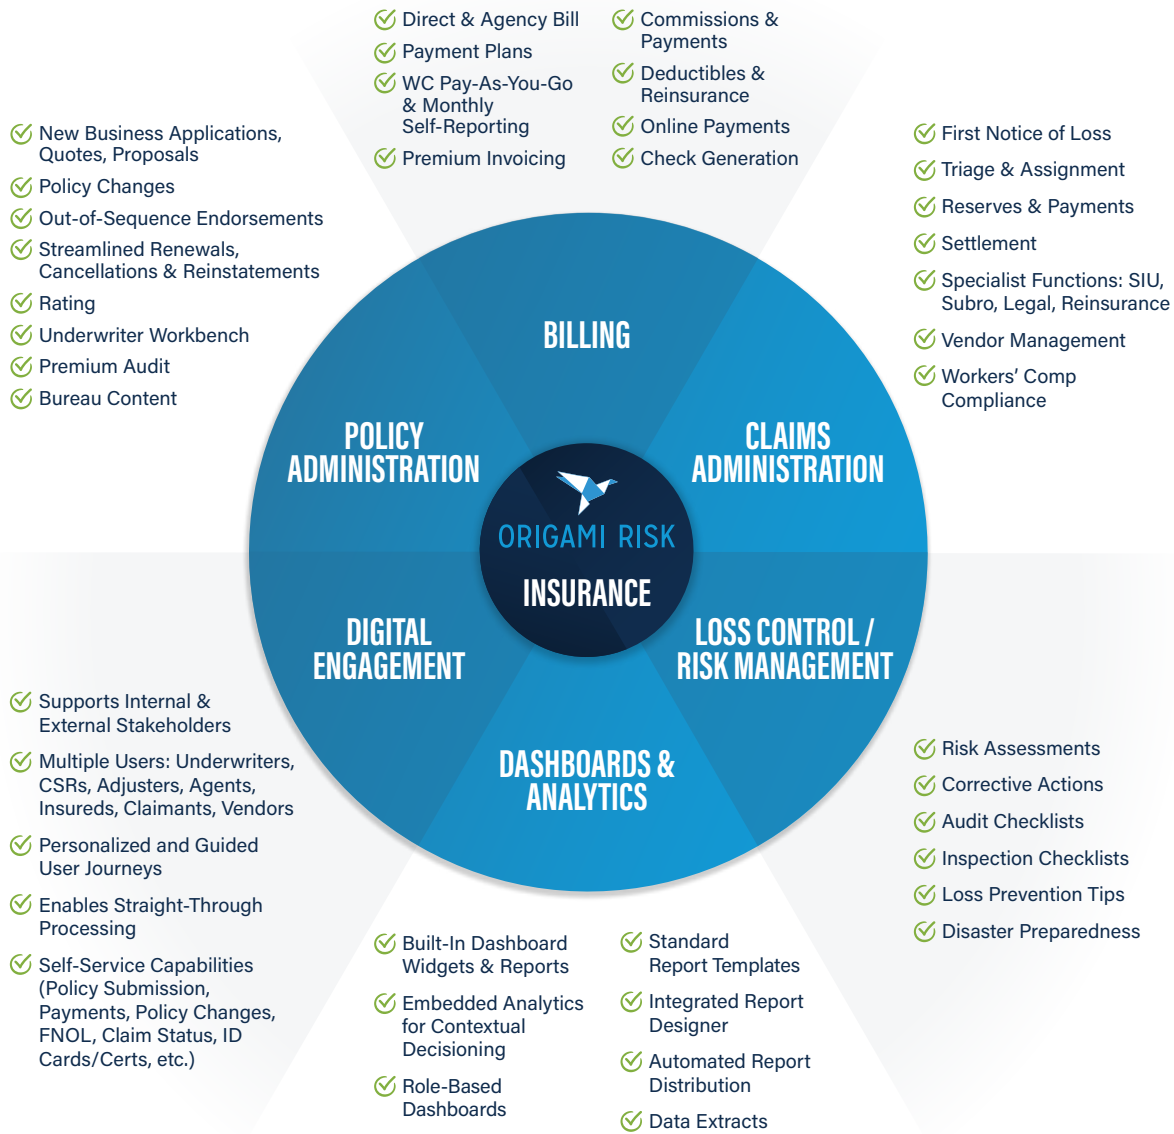 Direct & Agency Bill
Payment Plans
WC Pay-As-You-Go
& Monthly
Self-Reporting
Premium Invoicing
Commissions &
Payments
Deductibles &
Reinsurance
Online Payments
Check Generation
New Business Applications,
Quotes, Proposals
Policy Changes
Out-of-Sequence Endorsements
Streamlined Renewals,
Cancellations & Reinstatements
Rating
Underwriter Workbench
Premium Audit
Bureau Content
First Notice of Loss
Triage & Assignment
Reserves & Payments
Settlement
Specialist Functions: SIU,
Subro, Legal, Reinsurance
Vendor Management
Workers’ Comp
Compliance
BILLING
POLICY
ADMINISTRATION
CLAIMS
ADMINISTRATION
ORIGAMI RISK
INSURANCE
DIGITAL
ENGAGEMENT
LOSS CONTROL /
RISK MANAGEMENT
DASHBOARDS &
ANALYTICS
Supports Internal &
External Stakeholders
Multiple Users: Underwriters,
CSRs, Adjusters, Agents,
Insureds, Claimants, Vendors
Personalized and Guided
User Journeys
Enables Straight-Through
Processing
Self-Service Capabilities
(Policy Submission,
Payments, Policy Changes,
FNOL, Claim Status, ID
Cards/Certs, etc.)
Risk Assessments
Corrective Actions
Audit Checklists
Inspection Checklists
Loss Prevention Tips
Disaster Preparedness
Built-In Dashboard
Widgets & Reports
Embedded Analytics
for Contextual
Decisioning
Role-Based
Dashboards
Standard
Report Templates
Integrated Report
Designer
Automated Report
Distribution
Data Extracts